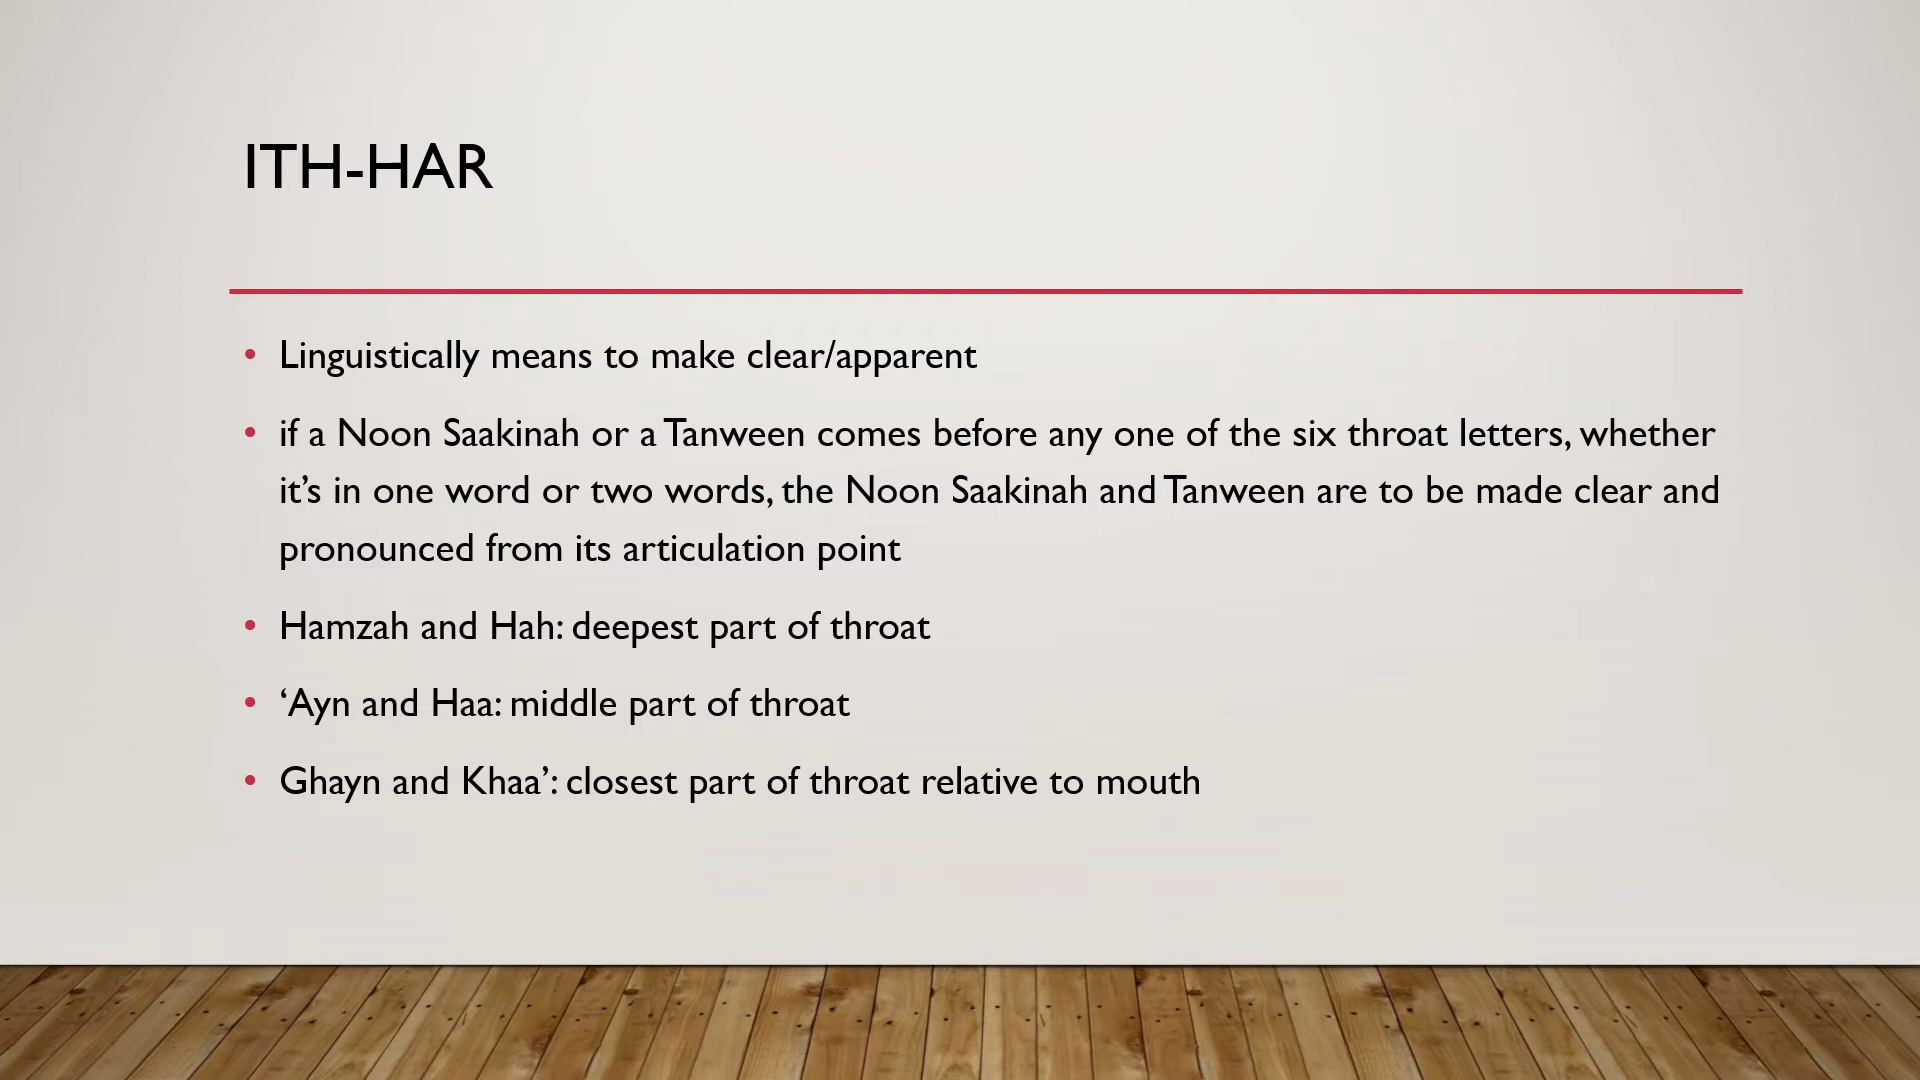 ITH-HAR
• Linguistically means to make clear/apparent
• if a Noon Saakinah or a Tanween comes before any one of the six throat letters, whether
it’s in one word or two words, the Noon Saakinah and Tanween are to be made clear and
pronounced from its articulation point
• Hamzah and Hah: deepest part of throat
• ‘Ayn and Haa: middle part of throat
• Ghayn and Khaa’: closest part of throat relative to mouth